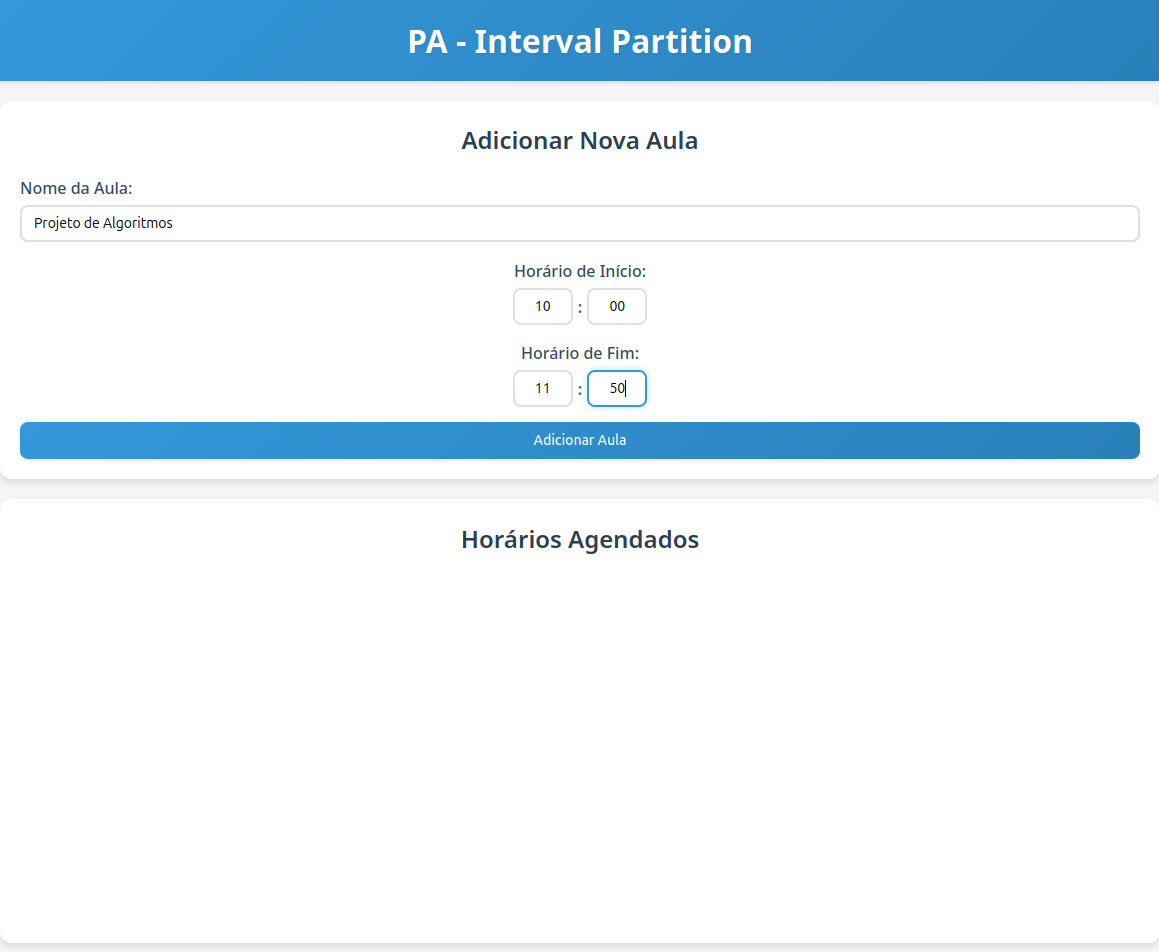 PA - Interval Partition
Adicionar Nova Aula
Nome da Aula:
Projeto de Algoritmos
Horário de Início:
10 : 00
Horário de Fim:
11 : 50
Adicionar Aula
Horários Agendados